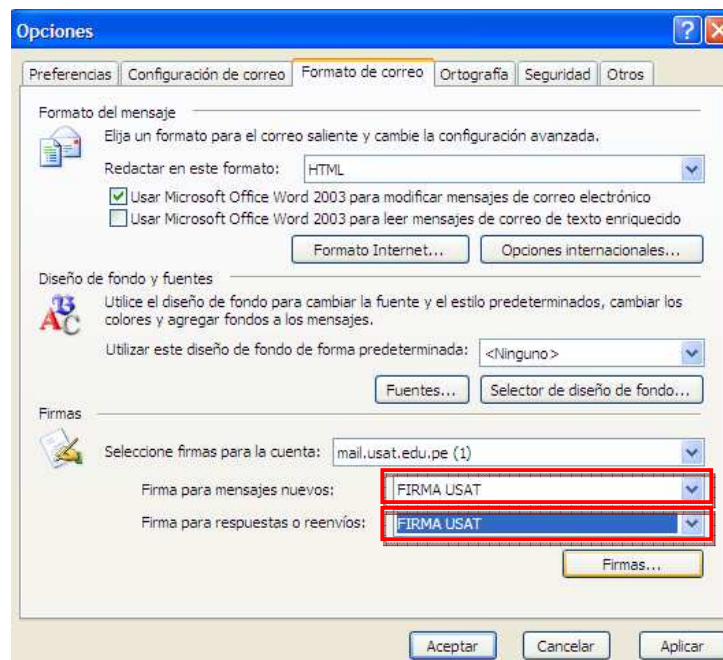 Opciones
Preferencias Configuración de correo Formato de correo Ortografía Seguridad Otros
Formato del mensaje
Elija un formato para el correo saliente y cambie la configuración avanzada.
Redactar en este formato: HTML
Usar Microsoft Office Word 2003 para modificar mensajes de correo electrónico
Usar Microsoft Office Word 2003 para leer mensajes de correo de texto enriquecido
Formato Internet... Opciones internacionales...
Diseño de fondo y fuentes
Utilice el diseño de fondo para cambiar la fuente y el estilo predeterminados, cambiar los
colores y agregar fondos a los mensajes.
Utilizar este diseño de fondo de forma predeterminada: <Ninguno>
Fuentes... Selector de diseño de fondo...
Firmas
Seleccione firmas para la cuenta: mail.usat.edu.pe (1)
Firma para mensajes nuevos: FIRMA USAT
Firma para respuestas o reenvíos: FIRMA USAT
Firmas...
Aceptar Cancelar Aplicar